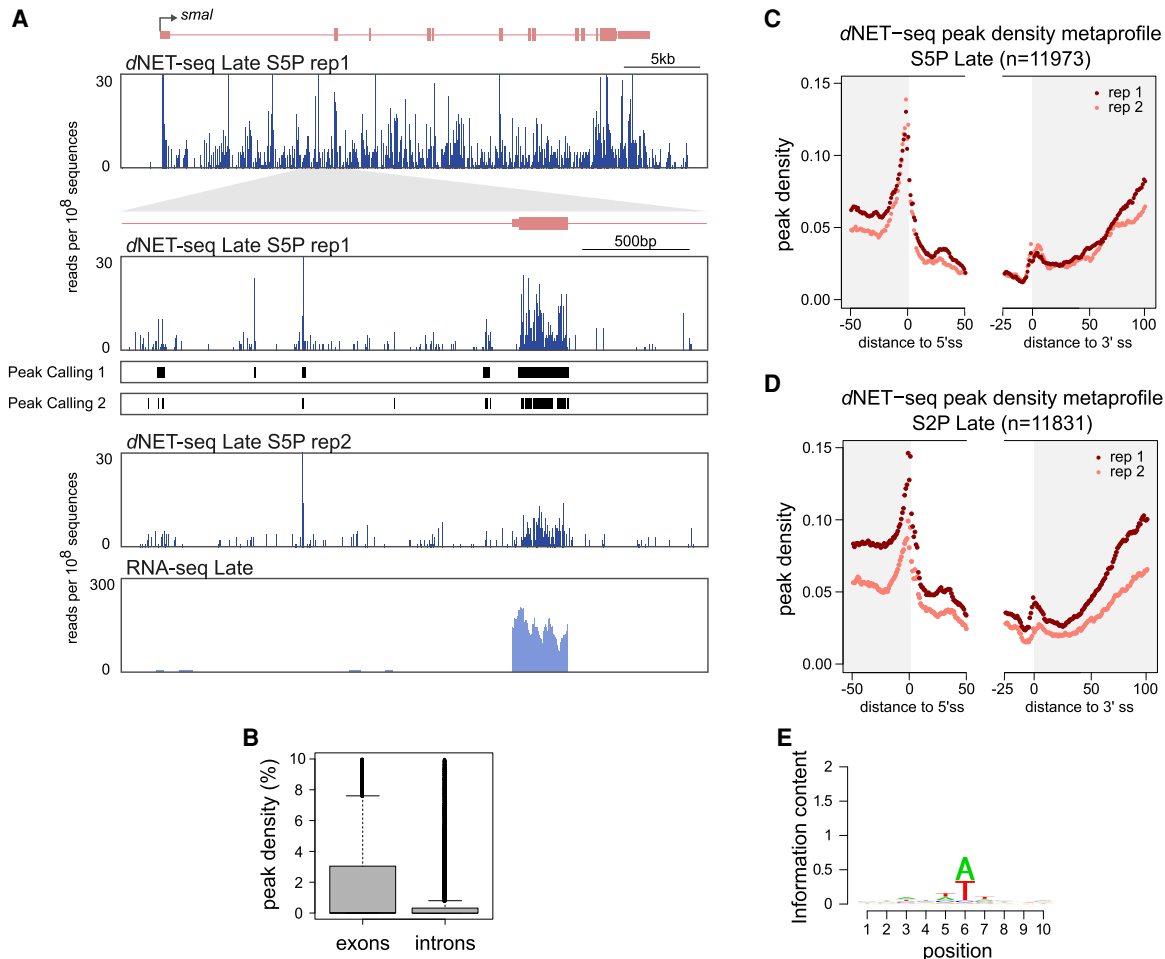 A
smal
dNET-seq Late S5P rep1
5kb
30
0
reads per 10^8 sequences
500bp
dNET-seq Late S5P rep1
30
0
Peak Calling 1
Peak Calling 2
dNET-seq Late S5P rep2
30
0
reads per 10^8 sequences
RNA-seq Late
300
0
B
peak density (%)
10
8
6
4
2
0
exons introns
C
dNET−seq peak density metaprofile
S5P Late (n=11973)
rep 1
rep 2
peak density
0.15
0.10
0.05
0.00
-50 0 50 -25 0 50 100
distance to 5'ss distance to 3' ss
D
dNET−seq peak density metaprofile
S2P Late (n=11831)
rep 1
rep 2
peak density
0.15
0.10
0.05
0.00
-50 0 50 -25 0 50 100
distance to 5'ss distance to 3' ss
E
Information content
2
1.5
1
0.5
0
A
T
1 2 3 4 5 6 7 8 9 10
position